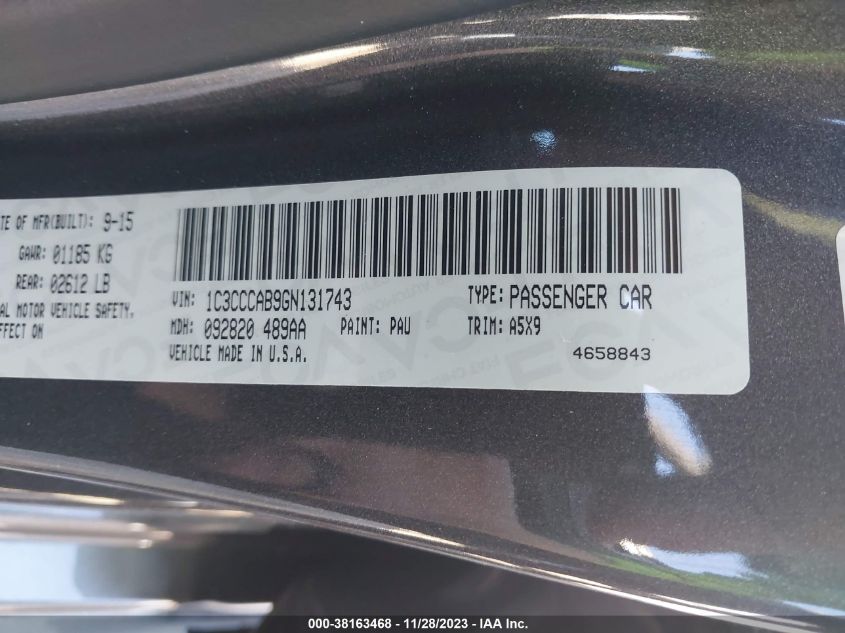 TE OF MFR(BUILT): 9-15
GAWR: 01185 KG
REAR: 02612 LB
AL MOTOR VEHICLE SAFETY.
EFFECT ON
VIN: 1C3CCCAB9GN131743
TYPE: PASSENGER CAR
MDH: 092820 489AA
PAINT: PAU
TRIM: A5X9
VEHICLE MADE IN U.S.A.
4658843
000-38163468 - 11/28/2023 - IAA Inc.